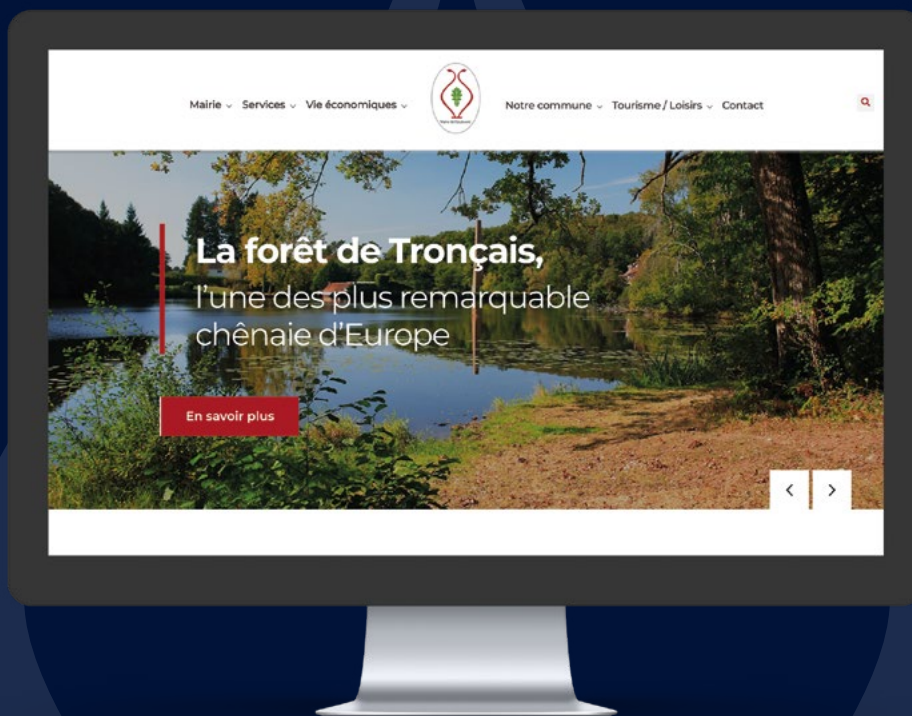 Mairie Services Vie économiques Notre commune Tourisme / Loisirs Contact
La forêt de Tronçais,
l'une des plus remarquable
chênaie d'Europe
En savoir plus